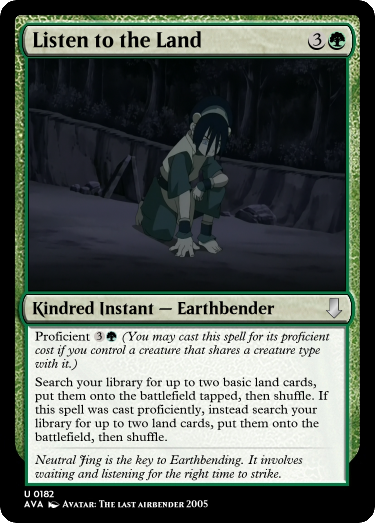 Listen to the Land 3
Kindred Instant — Earthbender
Proficient 3 (You may cast this spell for its proficient
cost if you control a creature that shares a creature type
with it.)
Search your library for up to two basic land cards,
put them onto the battlefield tapped, then shuffle. If
this spell was cast proficiently, instead search your
library for up to two land cards, put them onto the
battlefield, then shuffle.
Neutral Jing is the key to Earthbending. It involves
waiting and listening for the right time to strike.
U 0182
AVA Avatar: The last airbender 2005